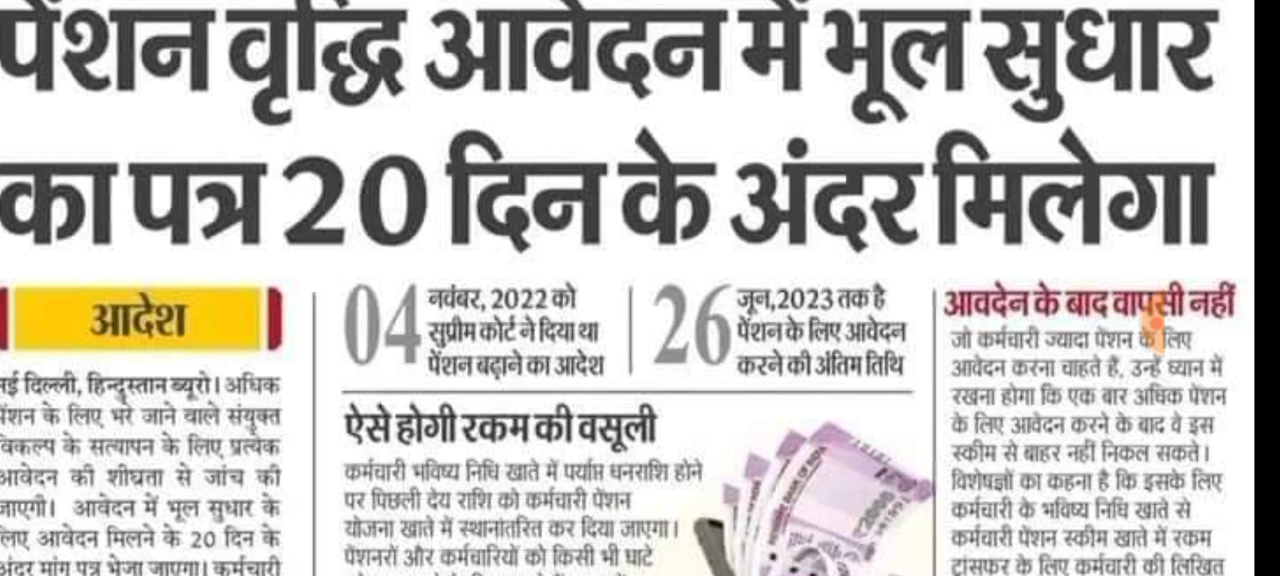 पेंशन वृद्धि आवेदन में भूल सुधार
का पत्र 20 दिन के अंदर मिलेगा
आदेश
नई दिल्ली, हिन्दुस्तान ब्यूरो। अधिक
पेंशन के लिए भरे जाने वाले संयुक्त
विकल्प के सत्यापन के लिए प्रत्येक
आवेदन की शीघ्रता से जांच की
जाएगी। आवेदन में भूल सुधार के
लिए आवेदन मिलने के 20 दिन के
अंदर मांग पत्र भेजा जाएगा। कर्मचारी
04 नवंबर, 2022 को
सुप्रीम कोर्ट ने दिया था
पेंशन बढ़ाने का आदेश
26 जून,2023 तक है
पेंशन के लिए आवेदन
करने की अंतिम तिथि
ऐसे होगी रकम की वसूली
कर्मचारी भविष्य निधि खाते में पर्याप्त धनराशि होने
पर पिछली देय राशि को कर्मचारी पेंशन
योजना खाते में स्थानांतरित कर दिया जाएगा।
पेंशनरों और कर्मचारियों को किसी भी घाटे
आवदेन के बाद वापसी नहीं
जो कर्मचारी ज्यादा पेंशन के लिए
आवेदन करना चाहते हैं, उन्हें ध्यान में
रखना होगा कि एक बार अधिक पेंशन
के लिए आवेदन करने के बाद वे इस
स्कीम से बाहर नहीं निकल सकते।
विशेषज्ञों का कहना है कि इसके लिए
कर्मचारी के भविष्य निधि खाते से
कर्मचारी पेंशन स्कीम खाते में रकम
ट्रांसफर के लिए कर्मचारी की लिखित